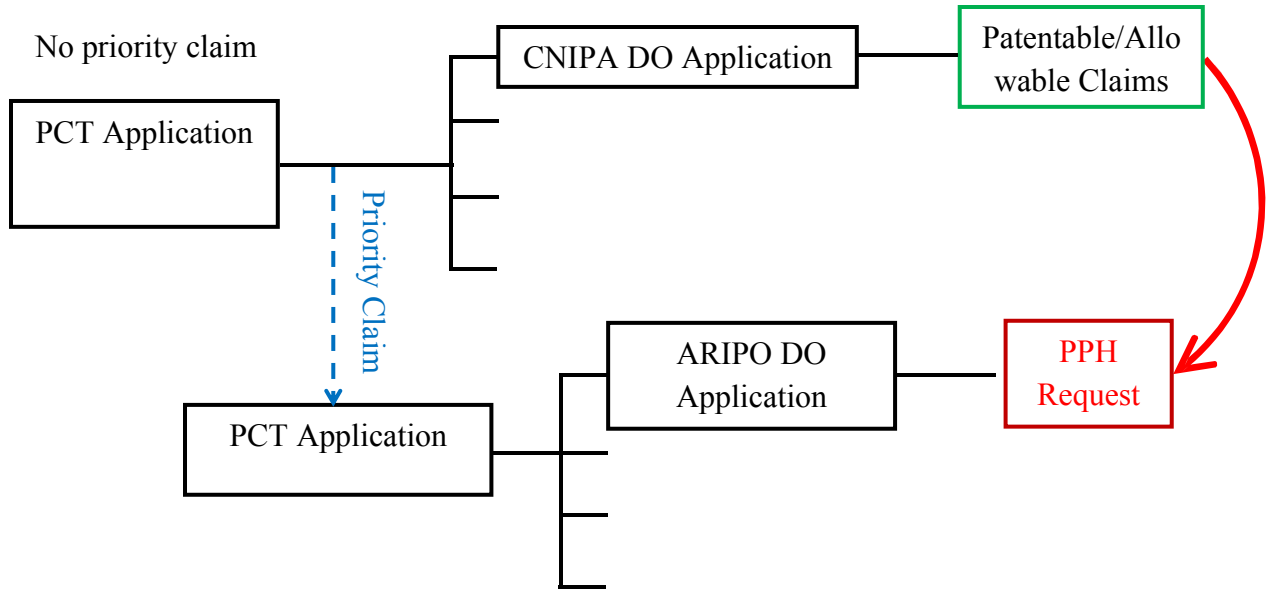 No priority claim
PCT Application
CNIPA DO Application
Patentable/Allo
wable Claims
Priority Claim
PCT Application
ARIPO DO
Application
PPH
Request